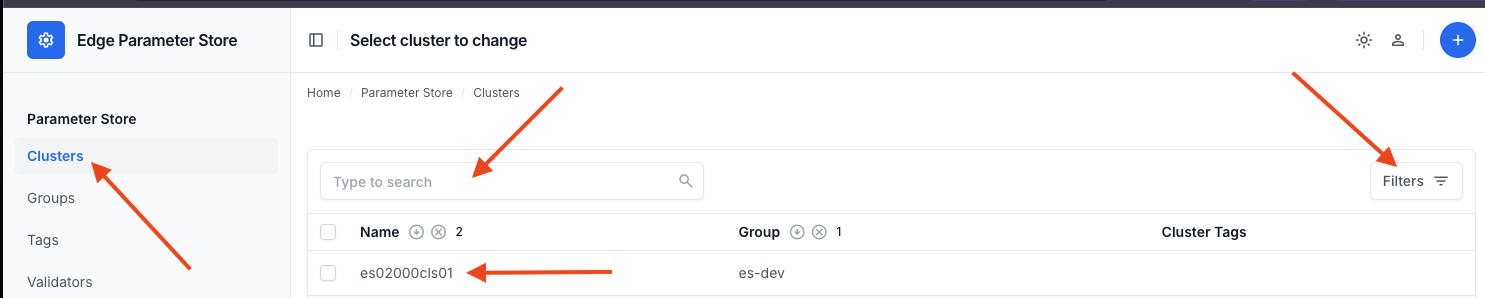 Edge Parameter Store
Select cluster to change
Home / Parameter Store / Clusters
Parameter Store
Clusters
Groups
Tags
Validators
Type to search
Filters
Name 2 Group 1 Cluster Tags
es02000cls01 es-dev